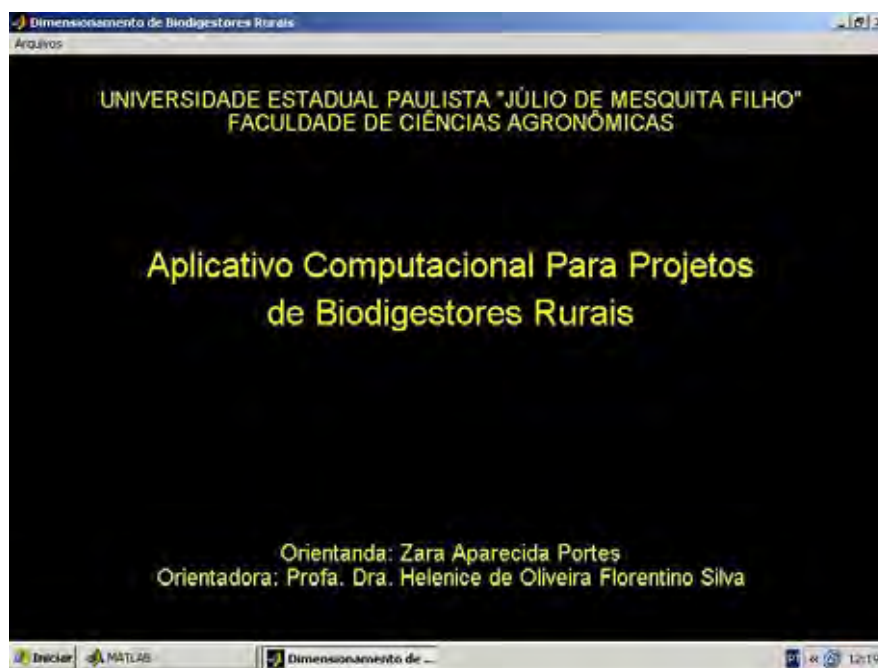 Dimensionamento de Biodigestores Rurais
Arquivos
UNIVERSIDADE ESTADUAL PAULISTA "JÚLIO DE MESQUITA FILHO"
FACULDADE DE CIÊNCIAS AGRONÔMICAS
Aplicativo Computacional Para Projetos
de Biodigestores Rurais
Orientanda: Zara Aparecida Portes
Orientadora: Profa. Dra. Helenice de Oliveira Florentino Silva
Iniciar MATLAB Dimensionamento de ... PT « 12:19